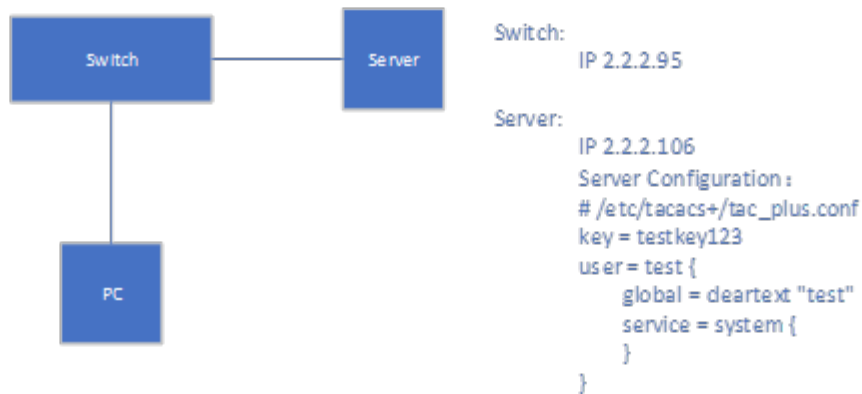 Switch
Server
PC
Switch:
IP 2.2.2.95
Server:
IP 2.2.2.106
Server Configuration：
# /etc/tacacs+/tac_plus.conf
key = testkey123
user = test {
global = cleartext "test"
service = system {
}
}